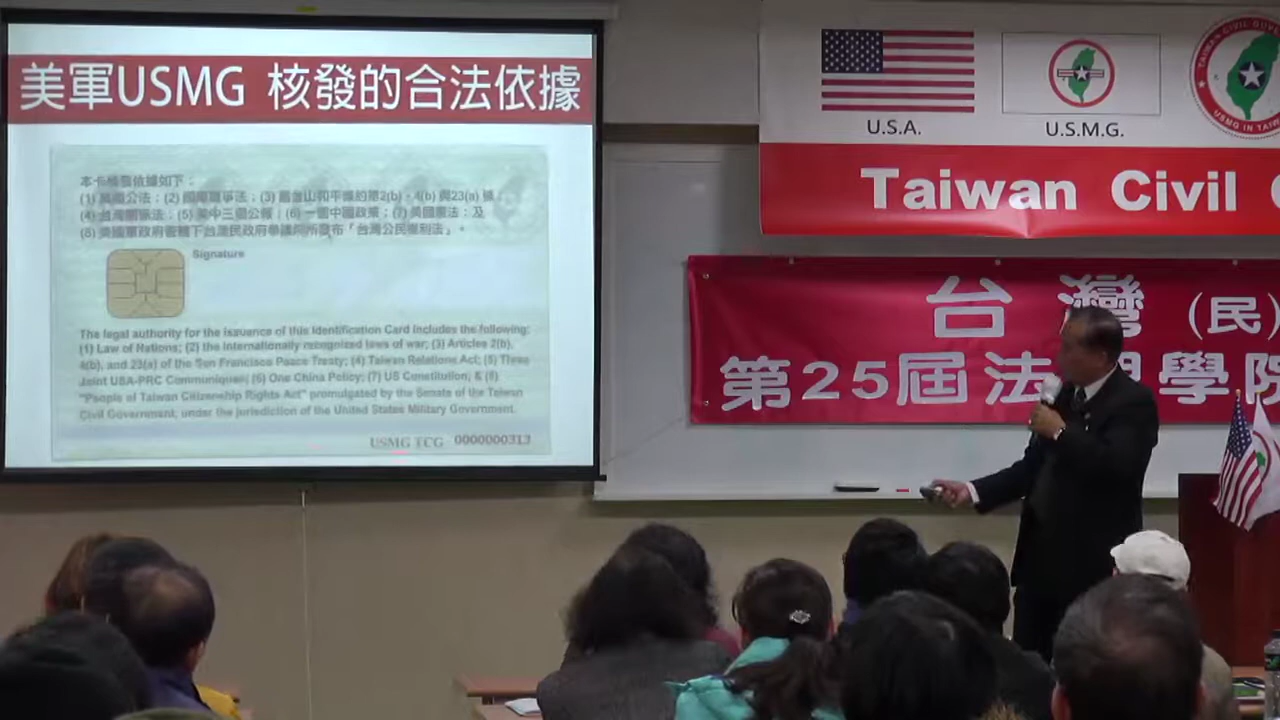 美軍USMG 核發的合法依據
本卡核發依據如下：
(1) 萬國公法；(2) 國際戰爭法；(3) 舊金山和平條約第2(b)、4(b) 與23(a) 條；
(4) 台灣關係法；(5) 美中三個公報；(6) 一個中國政策；(7) 美國憲法；及
(8) 美國軍政府管轄下台灣民政府參議院所發布「台灣公民權利法」。
Signature
The legal authority for the issuance of this Identification Card includes the following:
(1) Law of Nations; (2) the internationally recognized laws of war; (3) Articles 2(b),
4(b), and 23(a) of the San Francisco Peace Treaty; (4) Taiwan Relations Act; (5) Three
Joint USA-PRC Communiques; (6) One China Policy; (7) US Constitution; & (8)
"People of Taiwan Citizenship Rights Act" promulgated by the Senate of the Taiwan
Civil Government, under the jurisdiction of the United States Military Government.
USMG TCG 0000000313
U.S.A.
U.S.M.G.
TAIWAN CIVIL GOV
USMG IN TAIW
Taiwan Civil
台灣(民)
第25屆法 學院